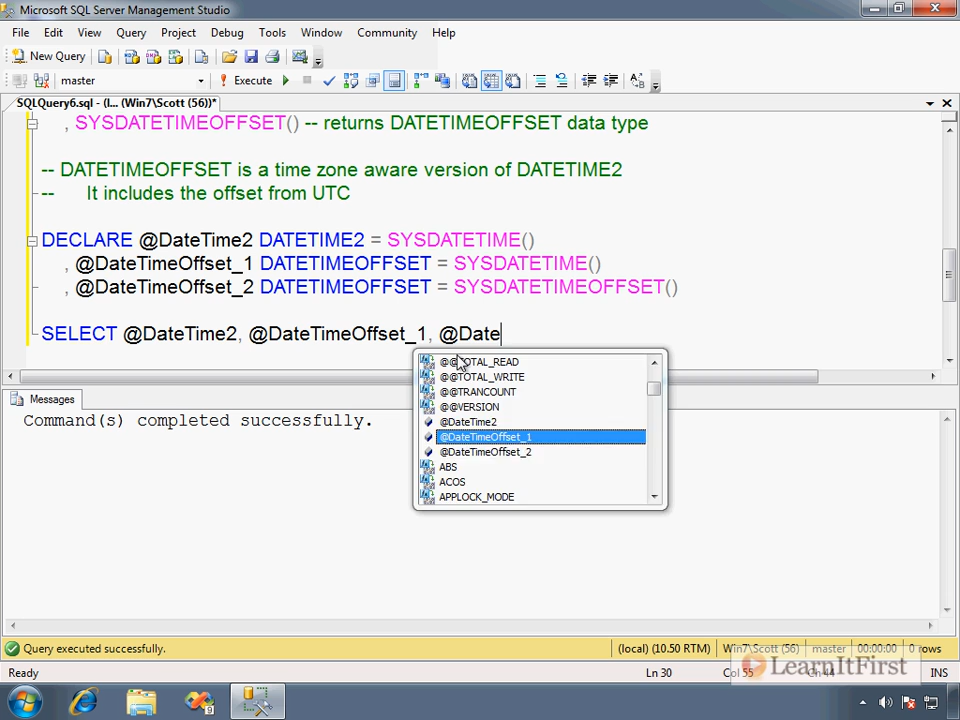 Microsoft SQL Server Management Studio
File Edit View Query Project Debug Tools Window Community Help
New Query
master Execute
SQLQuery6.sql - (l... (Win7\Scott (56))*
, SYSDATETIMEOFFSET() -- returns DATETIMEOFFSET data type
-- DATETIMEOFFSET is a time zone aware version of DATETIME2
-- It includes the offset from UTC
DECLARE @DateTime2 DATETIME2 = SYSDATETIME()
, @DateTimeOffset_1 DATETIMEOFFSET = SYSDATETIME()
, @DateTimeOffset_2 DATETIMEOFFSET = SYSDATETIMEOFFSET()
SELECT @DateTime2, @DateTimeOffset_1, @Date
@@TOTAL_READ
@@TOTAL_WRITE
@@TRANCOUNT
@@VERSION
@DateTime2
@DateTimeOffset_1
@DateTimeOffset_2
ABS
ACOS
APPLOCK_MODE
Messages
Command(s) completed successfully.
Query executed successfully. (local) (10.50 RTM) Win7\Scott (56) master 00:00:00 0 rows
Ready Ln 30 Col 55 Ch 44 INS
LearnItFirst
9